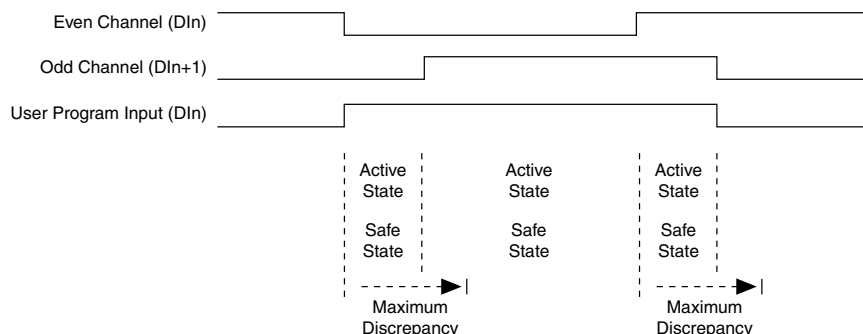 Even Channel (DIn)
Odd Channel (DIn+1)
User Program Input (DIn)
Active Active Active
State State State
Safe Safe Safe
State State State
Maximum Maximum
Discrepancy Discrepancy